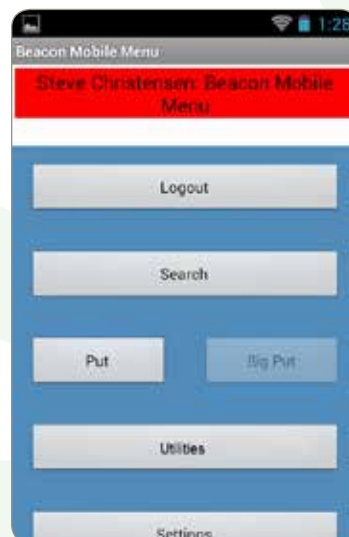 1:28
Beacon Mobile Menu
Steve Christensen: Beacon Mobile
Menu
Logout
Search
Put
Big Put
Utilities
Settings